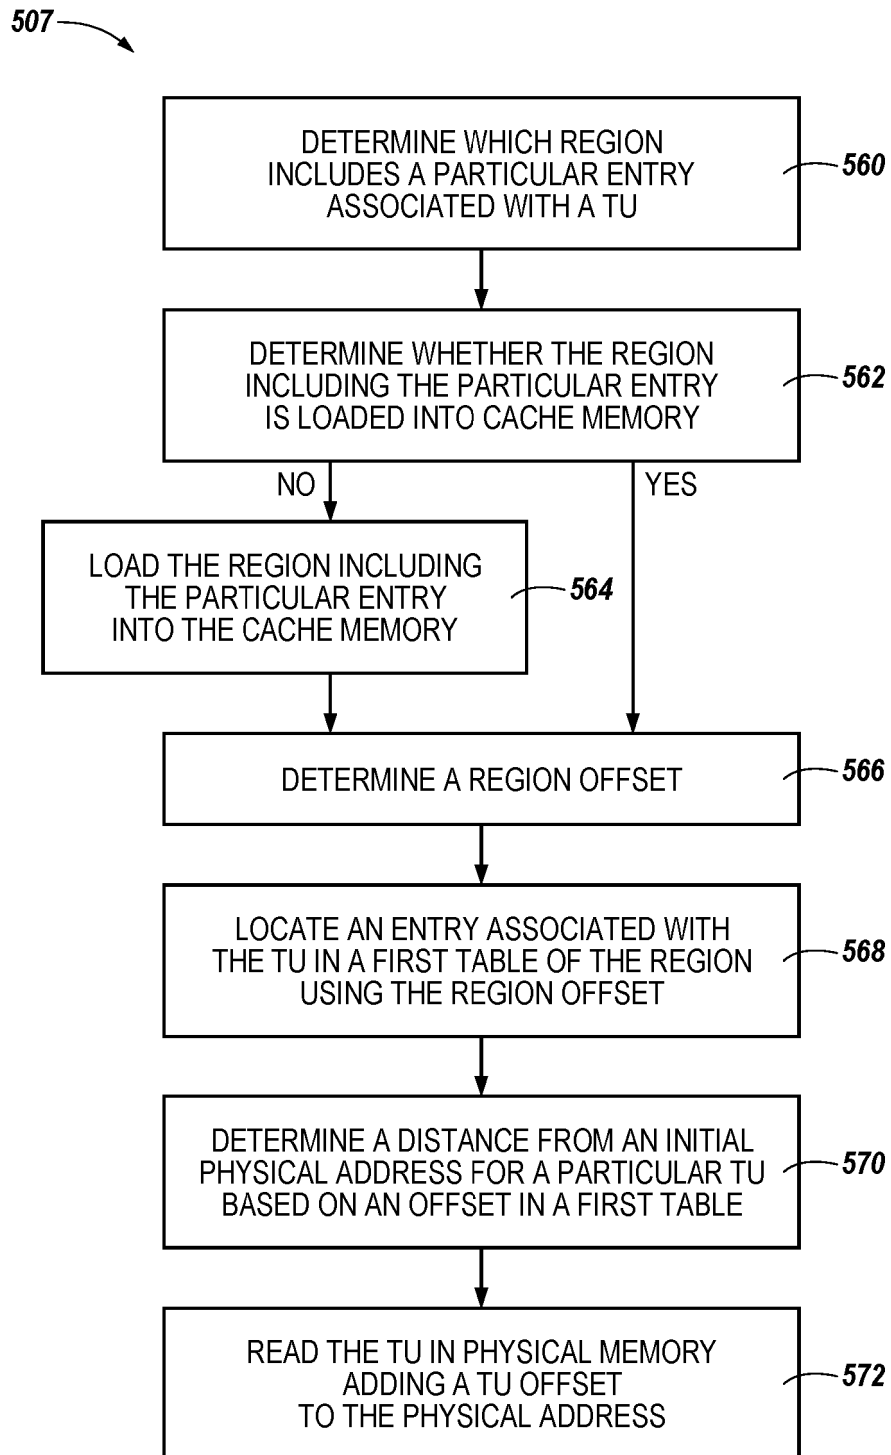 507
DETERMINE WHICH REGION
INCLUDES A PARTICULAR ENTRY
ASSOCIATED WITH A TU
560
DETERMINE WHETHER THE REGION
INCLUDING THE PARTICULAR ENTRY
IS LOADED INTO CACHE MEMORY
562
NO
YES
LOAD THE REGION INCLUDING
THE PARTICULAR ENTRY
INTO THE CACHE MEMORY
564
DETERMINE A REGION OFFSET
566
LOCATE AN ENTRY ASSOCIATED WITH
THE TU IN A FIRST TABLE OF THE REGION
USING THE REGION OFFSET
568
DETERMINE A DISTANCE FROM AN INITIAL
PHYSICAL ADDRESS FOR A PARTICULAR TU
BASED ON AN OFFSET IN A FIRST TABLE
570
READ THE TU IN PHYSICAL MEMORY
ADDING A TU OFFSET
TO THE PHYSICAL ADDRESS
572